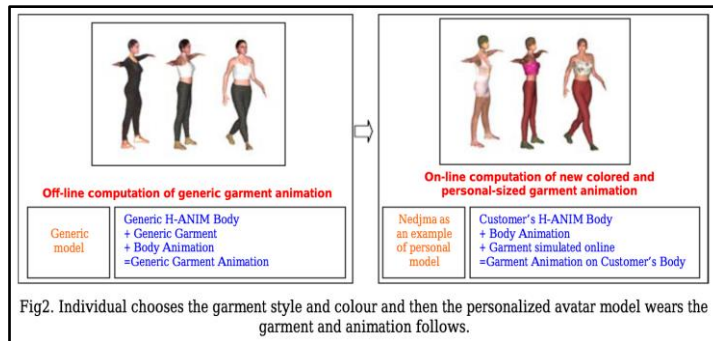 Off-line computation of generic garment animation
Generic
model
Generic H-ANIM Body
+ Generic Garment
+ Body Animation
=Generic Garment Animation
On-line computation of new colored and
personal-sized garment animation
Nedjma as
an example
of personal
model
Customer's H-ANIM Body
+ Body Animation
+ Garment simulated online
=Garment Animation on Customer's Body
Fig2. Individual chooses the garment style and colour and then the personalized avatar model wears the
garment and animation follows.